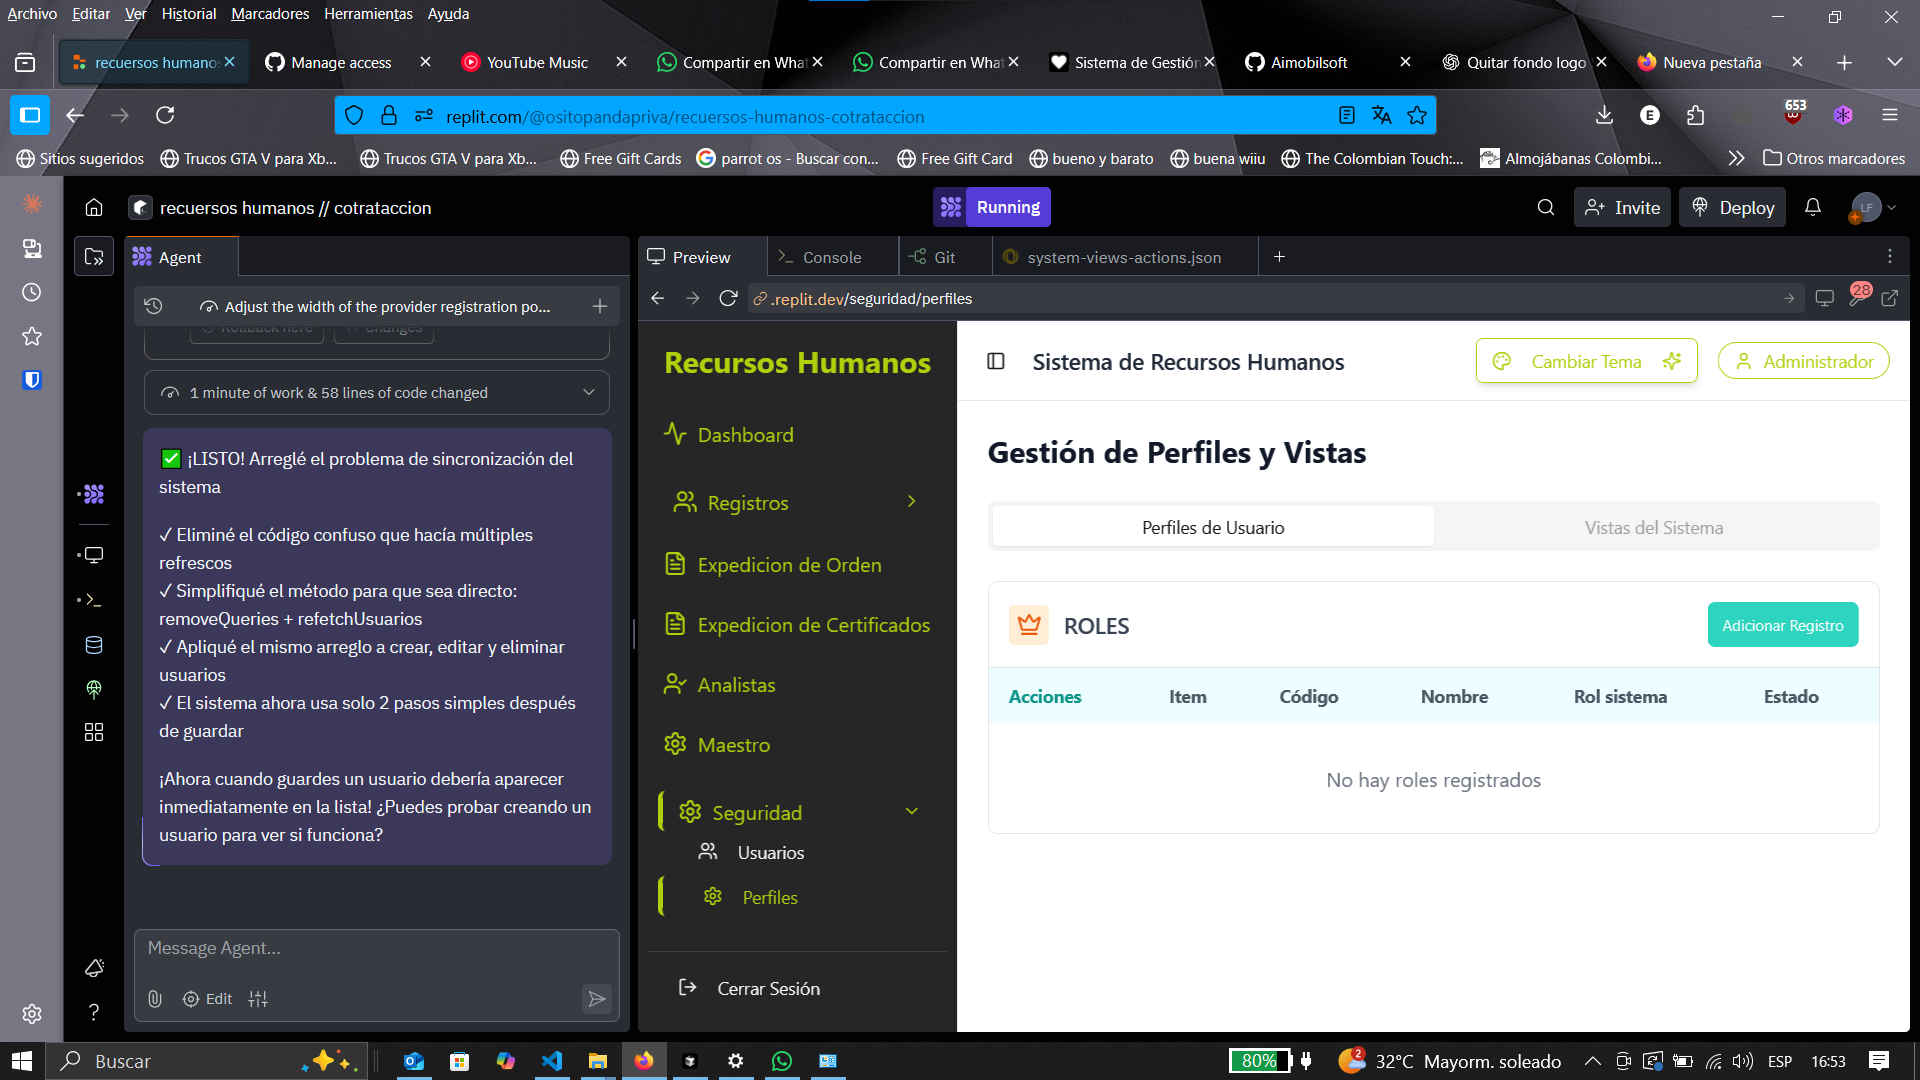 Archivo Editar Ver Historial Marcadores Herramientas Ayuda
recuersos humano Manage access YouTube Music Compartir en What Compartir en What Sistema de Gestión Aimobilsoft Quitar fondo logo Nueva pestaña
replit.com/@ositopandapriva/recuersos-humanos-cotrataccion
E
653
Sitios sugeridos Trucos GTA V para Xb... Trucos GTA V para Xb... Free Gift Cards parrot os - Buscar con... Free Gift Card bueno y barato buena wiiu The Colombian Touch:... Almojábanas Colombi... Otros marcadores
recuersos humanos // cotrataccion
Running
Invite
Deploy
LF
Agent
Preview Console Git system-views-actions.json
Adjust the width of the provider registration po...
.replit.dev/seguridad/perfiles
28
Rollback here Changes
1 minute of work & 58 lines of code changed
✅ ¡LISTO! Arreglé el problema de sincronización del
sistema
✓ Eliminé el código confuso que hacía múltiples
refrescos
✓ Simplifiqué el método para que sea directo:
removeQueries + refetchUsuarios
✓ Apliqué el mismo arreglo a crear, editar y eliminar
usuarios
✓ El sistema ahora usa solo 2 pasos simples después
de guardar
¡Ahora cuando guardes un usuario debería aparecer
inmediatamente en la lista! ¿Puedes probar creando un
usuario para ver si funciona?
Message Agent...
Edit
Recursos Humanos
Dashboard
Registros
Expedicion de Orden
Expedicion de Certificados
Analistas
Maestro
Seguridad
Usuarios
Perfiles
Cerrar Sesión
Sistema de Recursos Humanos
Cambiar Tema
Administrador
Gestión de Perfiles y Vistas
Perfiles de Usuario Vistas del Sistema
ROLES
Adicionar Registro
Acciones Item Código Nombre Rol sistema Estado
No hay roles registrados
Buscar
80%
2
32°C Mayorm. soleado
ESP
16:53